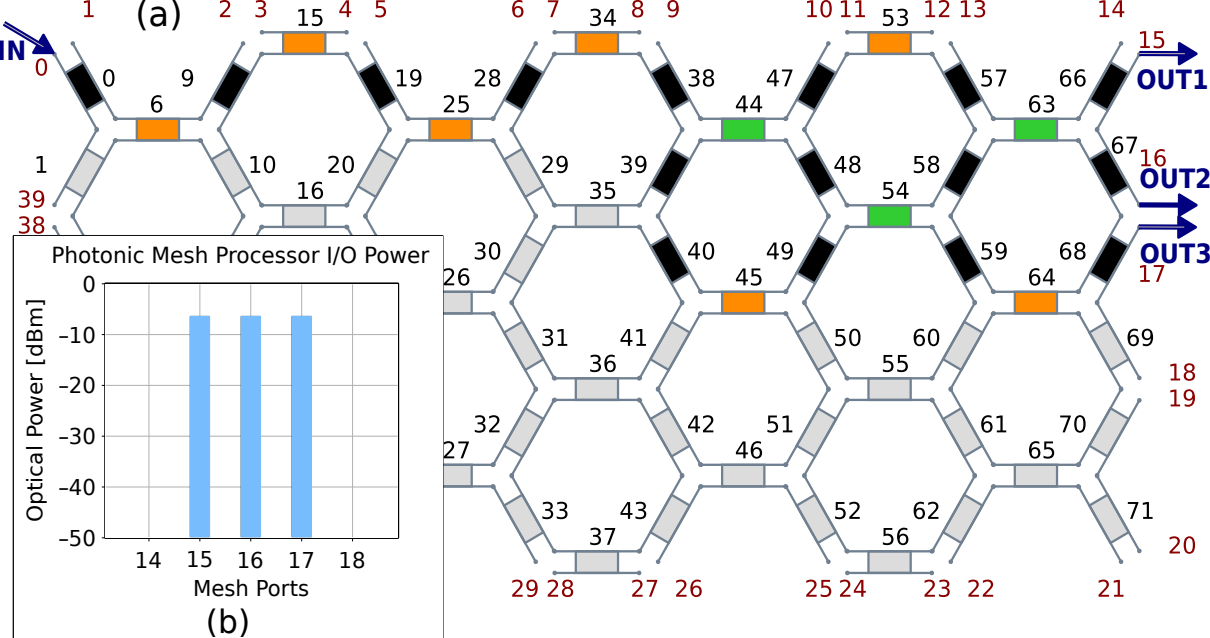 (a)
1 2 3 4 5 6 7 8 9 10 11 12 13 14
15 34 53
IN 0 15
OUT1
0 9 19 28 38 47 57 66
6 25 44 63
67 16
1 10 20 29 39 48 58
OUT2
39 16 35 54
38
OUT3
30 40 49 59 68
26 45 64 17
31 41 50 60 69
36 55 18
19
32 42 51 61 70
27 46 65
33 43 52 62 71
37 56 20
29 28 27 26 25 24 23 22 21
Photonic Mesh Processor I/O Power
Optical Power [dBm]
0
−10
−20
−30
−40
−50
14 15 16 17 18
Mesh Ports
(b)